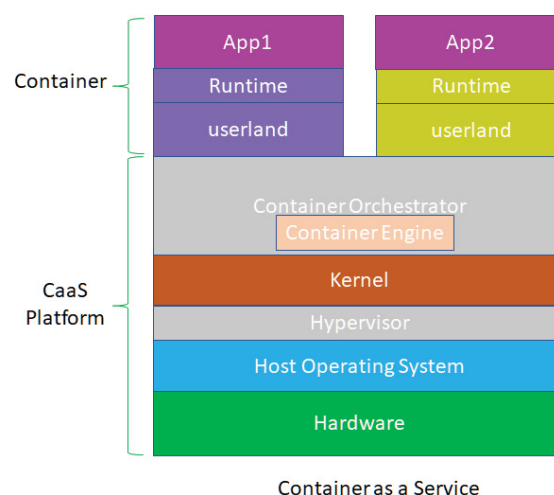 App1
App2
Container
Runtime
Runtime
userland
userland
Container Orchestrator
Container Engine
CaaS
Platform
Kernel
Hypervisor
Host Operating System
Hardware
Container as a Service